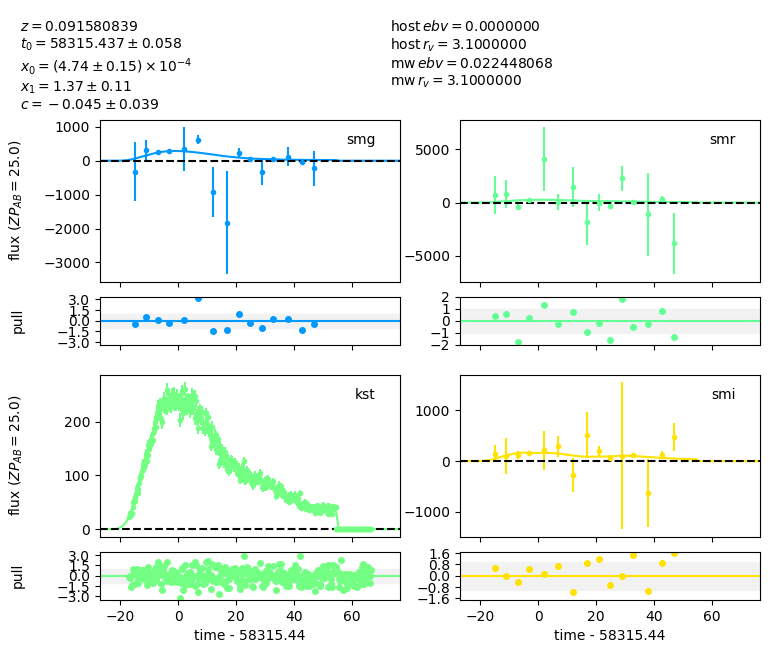 z = 0.091580839
t₀ = 58315.437 ± 0.058
x₀ = (4.74 ± 0.15) × 10⁻⁴
x₁ = 1.37 ± 0.11
c = −0.045 ± 0.039
host ebv = 0.0000000
host r_v = 3.1000000
mw ebv = 0.022448068
mw r_v = 3.1000000
smg
flux (ZP_AB = 25.0)
1000
0
−1000
−2000
−3000
smr
5000
0
−5000
pull
3.0
1.5
0.0
−1.5
−3.0
2
1
0
−1
−2
kst
flux (ZP_AB = 25.0)
200
100
0
smi
1000
0
−1000
pull
3.0
1.5
0.0
−1.5
−3.0
1.6
0.8
0.0
−0.8
−1.6
−20 0 20 40 60
−20 0 20 40 60
time - 58315.44
time - 58315.44